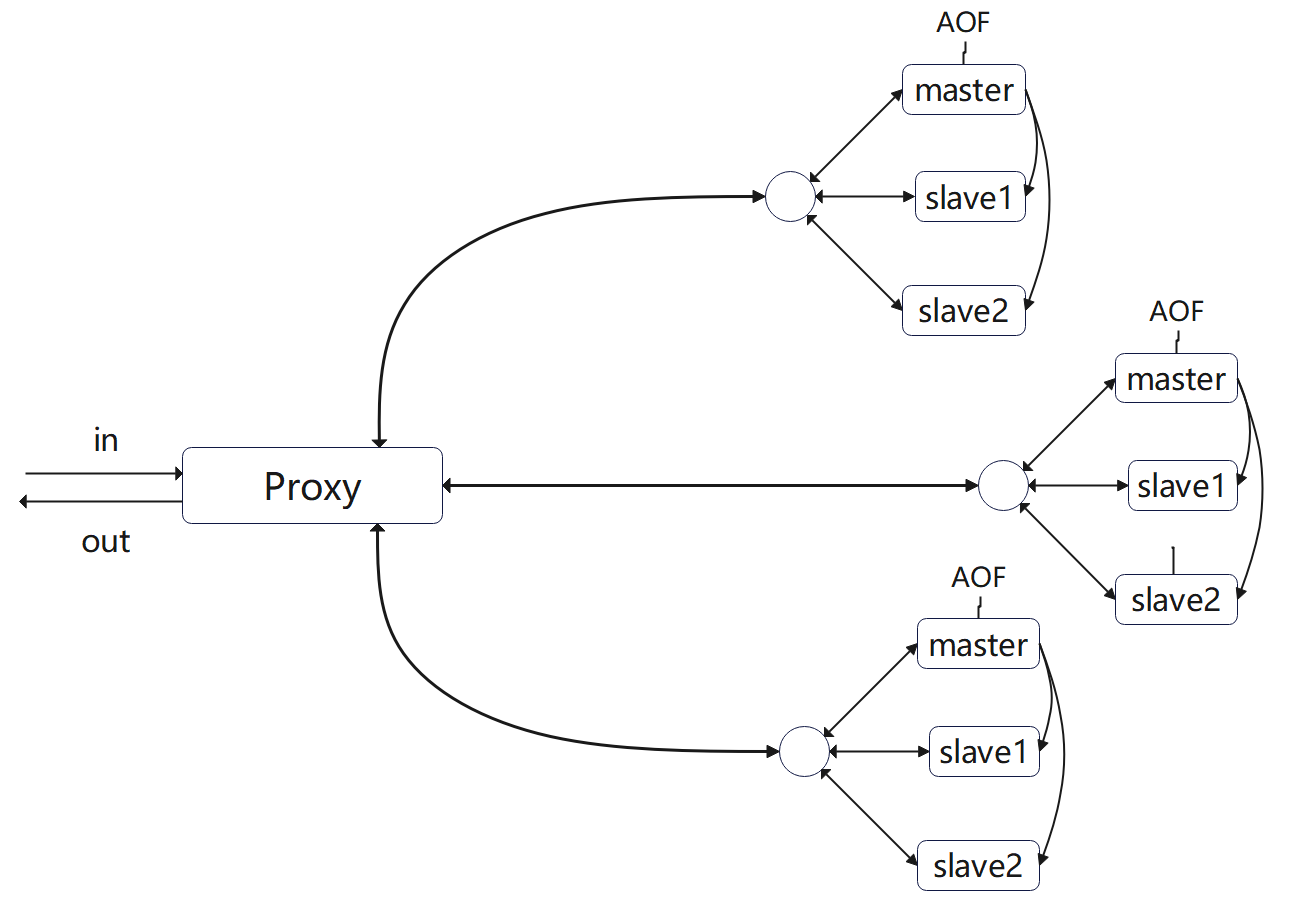 AOF
master
slave1
slave2
AOF
master
in
Proxy
slave1
out
AOF
slave2
master
slave1
slave2